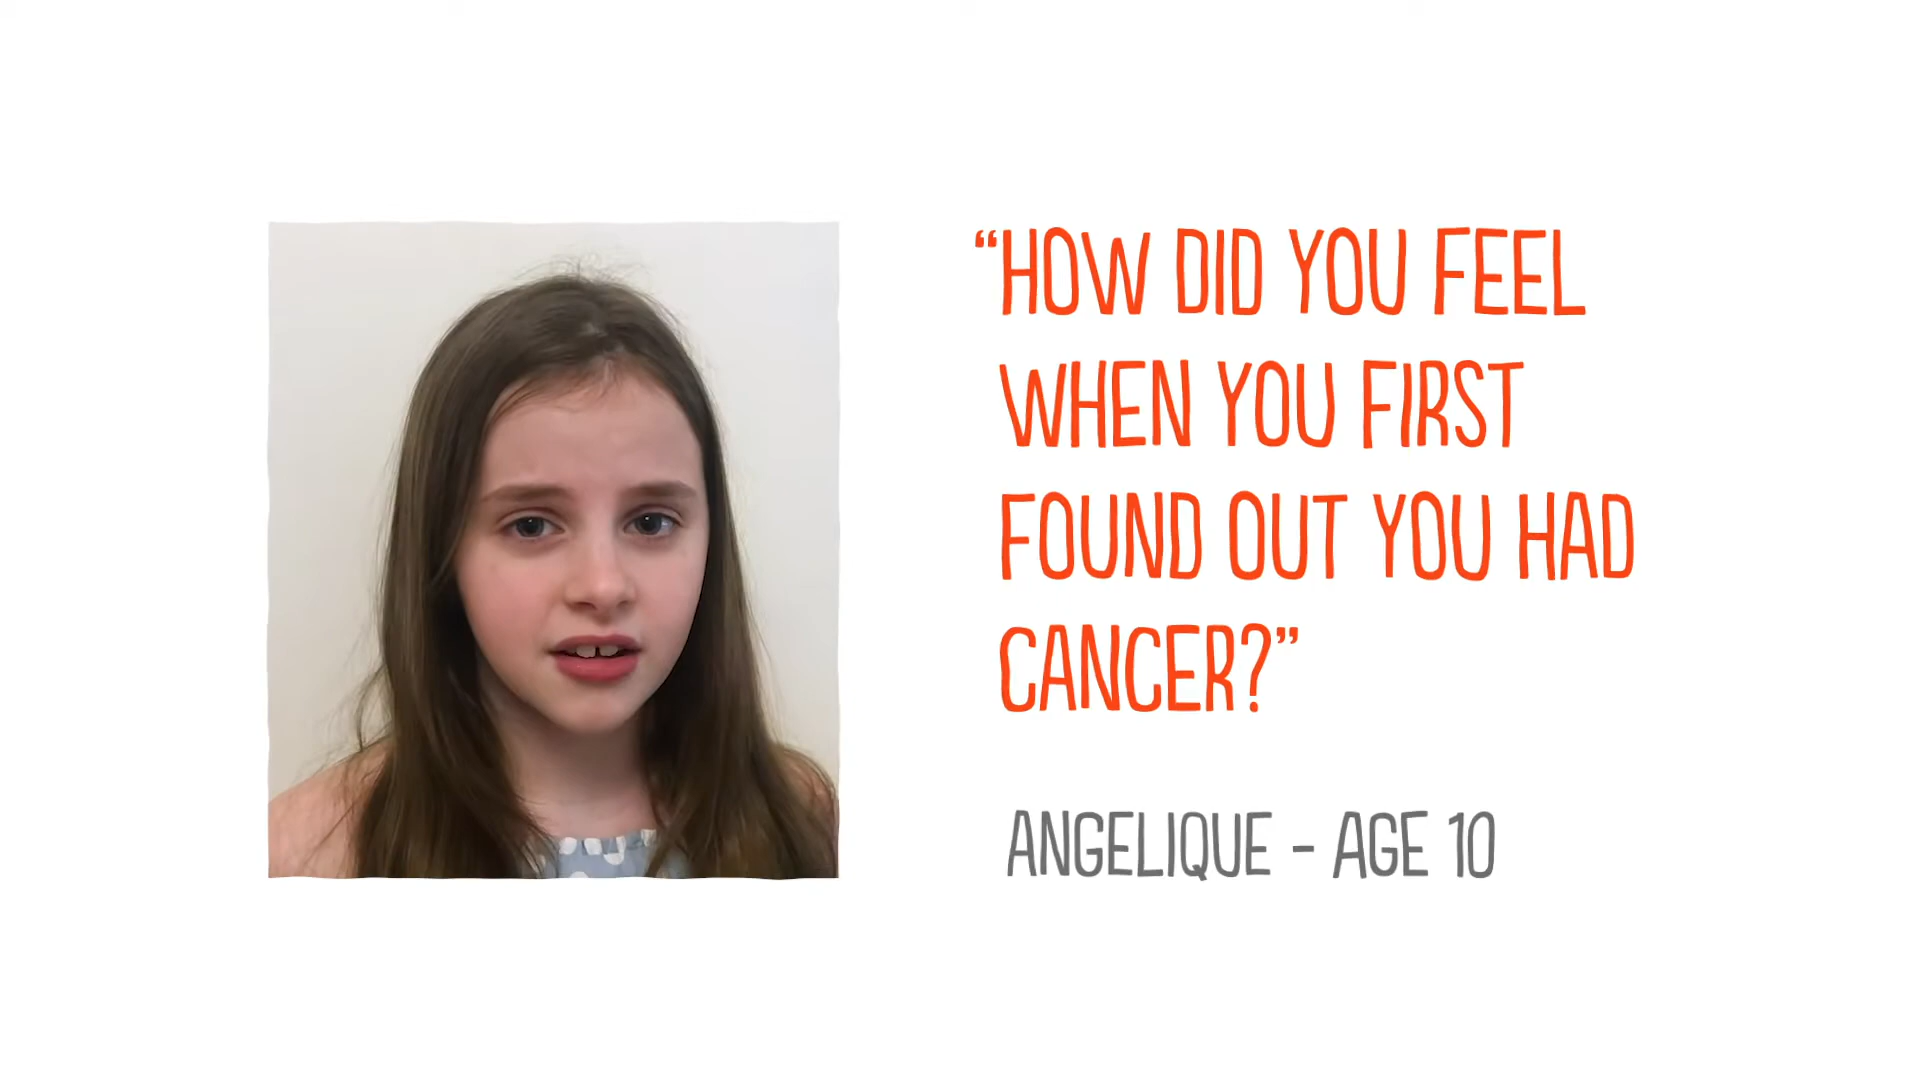 “HOW DID YOU FEEL
WHEN YOU FIRST
FOUND OUT YOU HAD
CANCER?”
ANGELIQUE - AGE 10